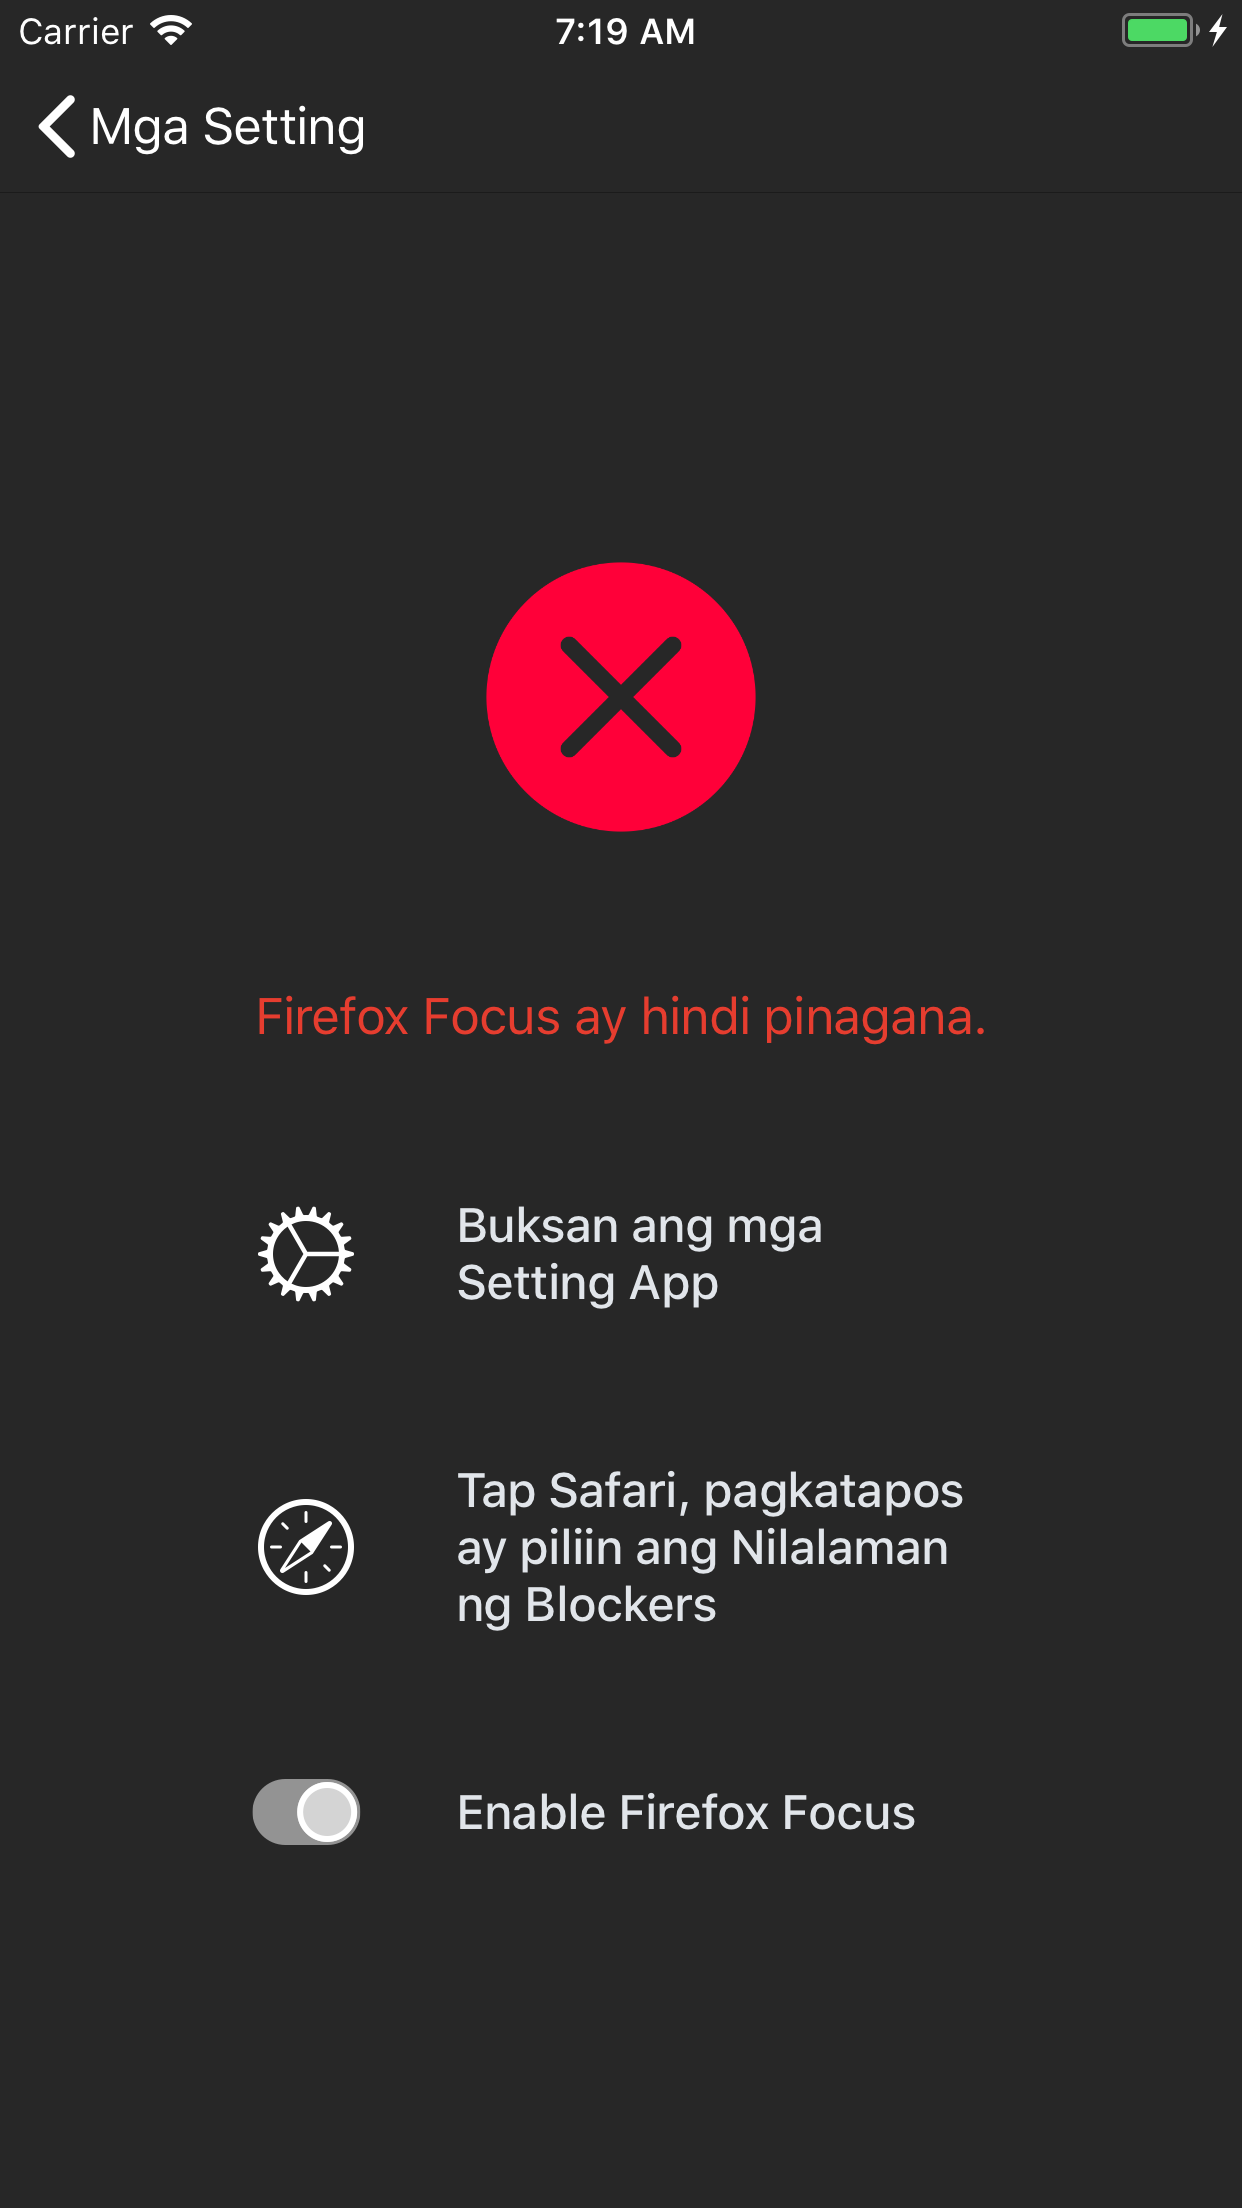 Carrier 7:19 AM
Mga Setting
Firefox Focus ay hindi pinagana.
Buksan ang mga
Setting App
Tap Safari, pagkatapos
ay piliin ang Nilalaman
ng Blockers
Enable Firefox Focus